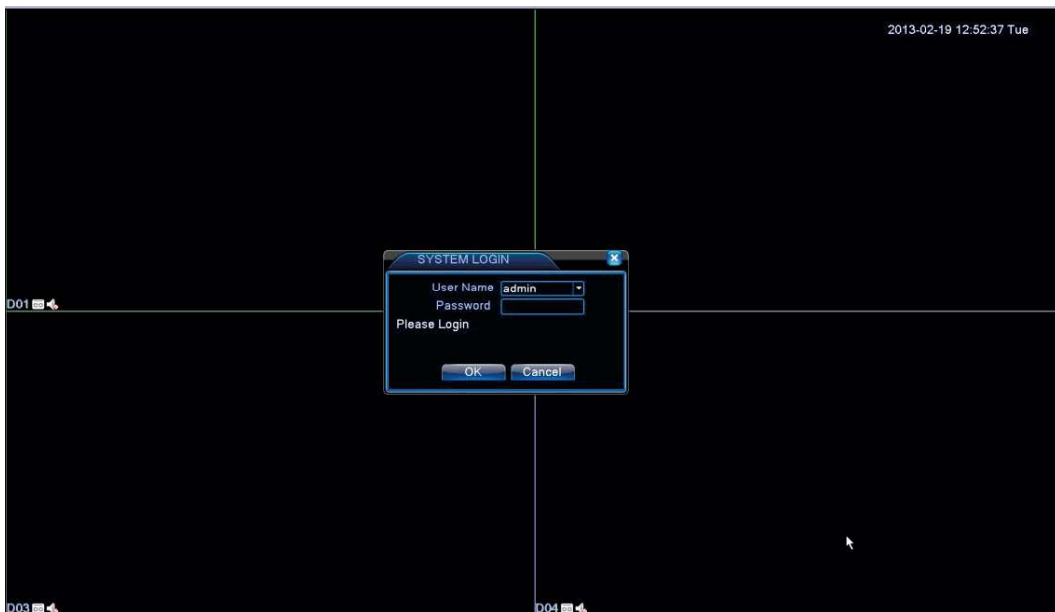 2013-02-19 12:52:37 Tue
SYSTEM LOGIN
User Name admin
Password
Please Login
OK Cancel
D01
D03 D04